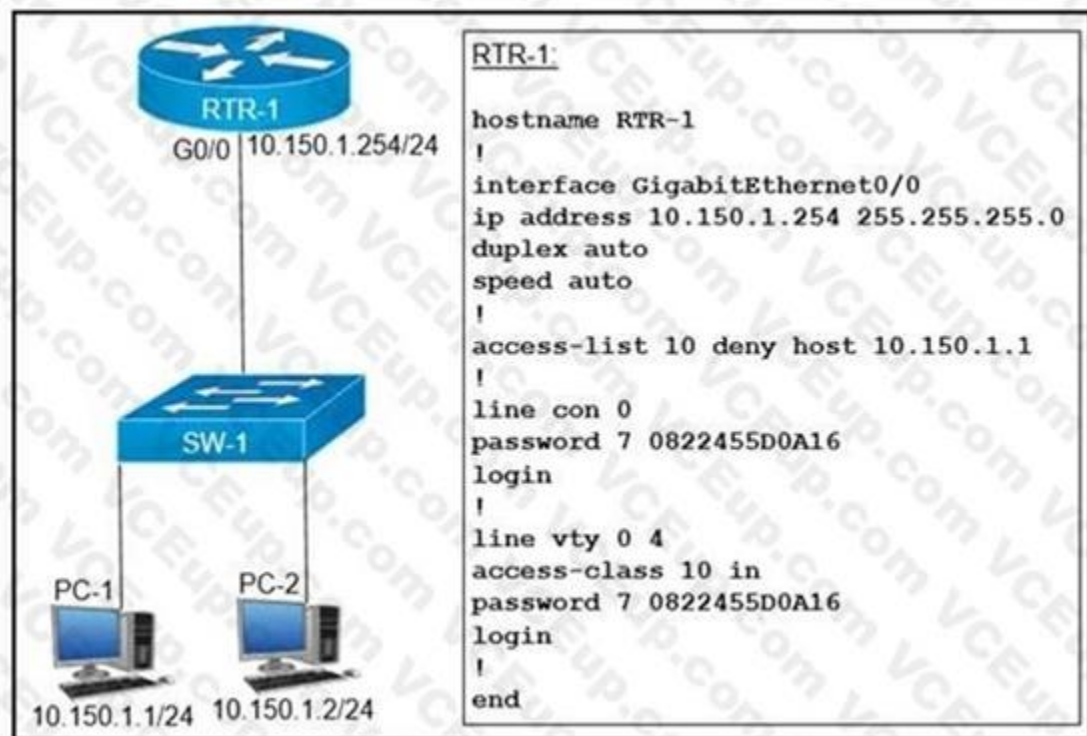 RTR-1
G0/0 10.150.1.254/24
SW-1
PC-1
PC-2
10.150.1.1/24
10.150.1.2/24
RTR-1:
hostname RTR-1
!
interface GigabitEthernet0/0
ip address 10.150.1.254 255.255.255.0
duplex auto
speed auto
!
access-list 10 deny host 10.150.1.1
!
line con 0
password 7 0822455D0A16
login
!
line vty 0 4
access-class 10 in
password 7 0822455D0A16
login
!
end
VCEup.com